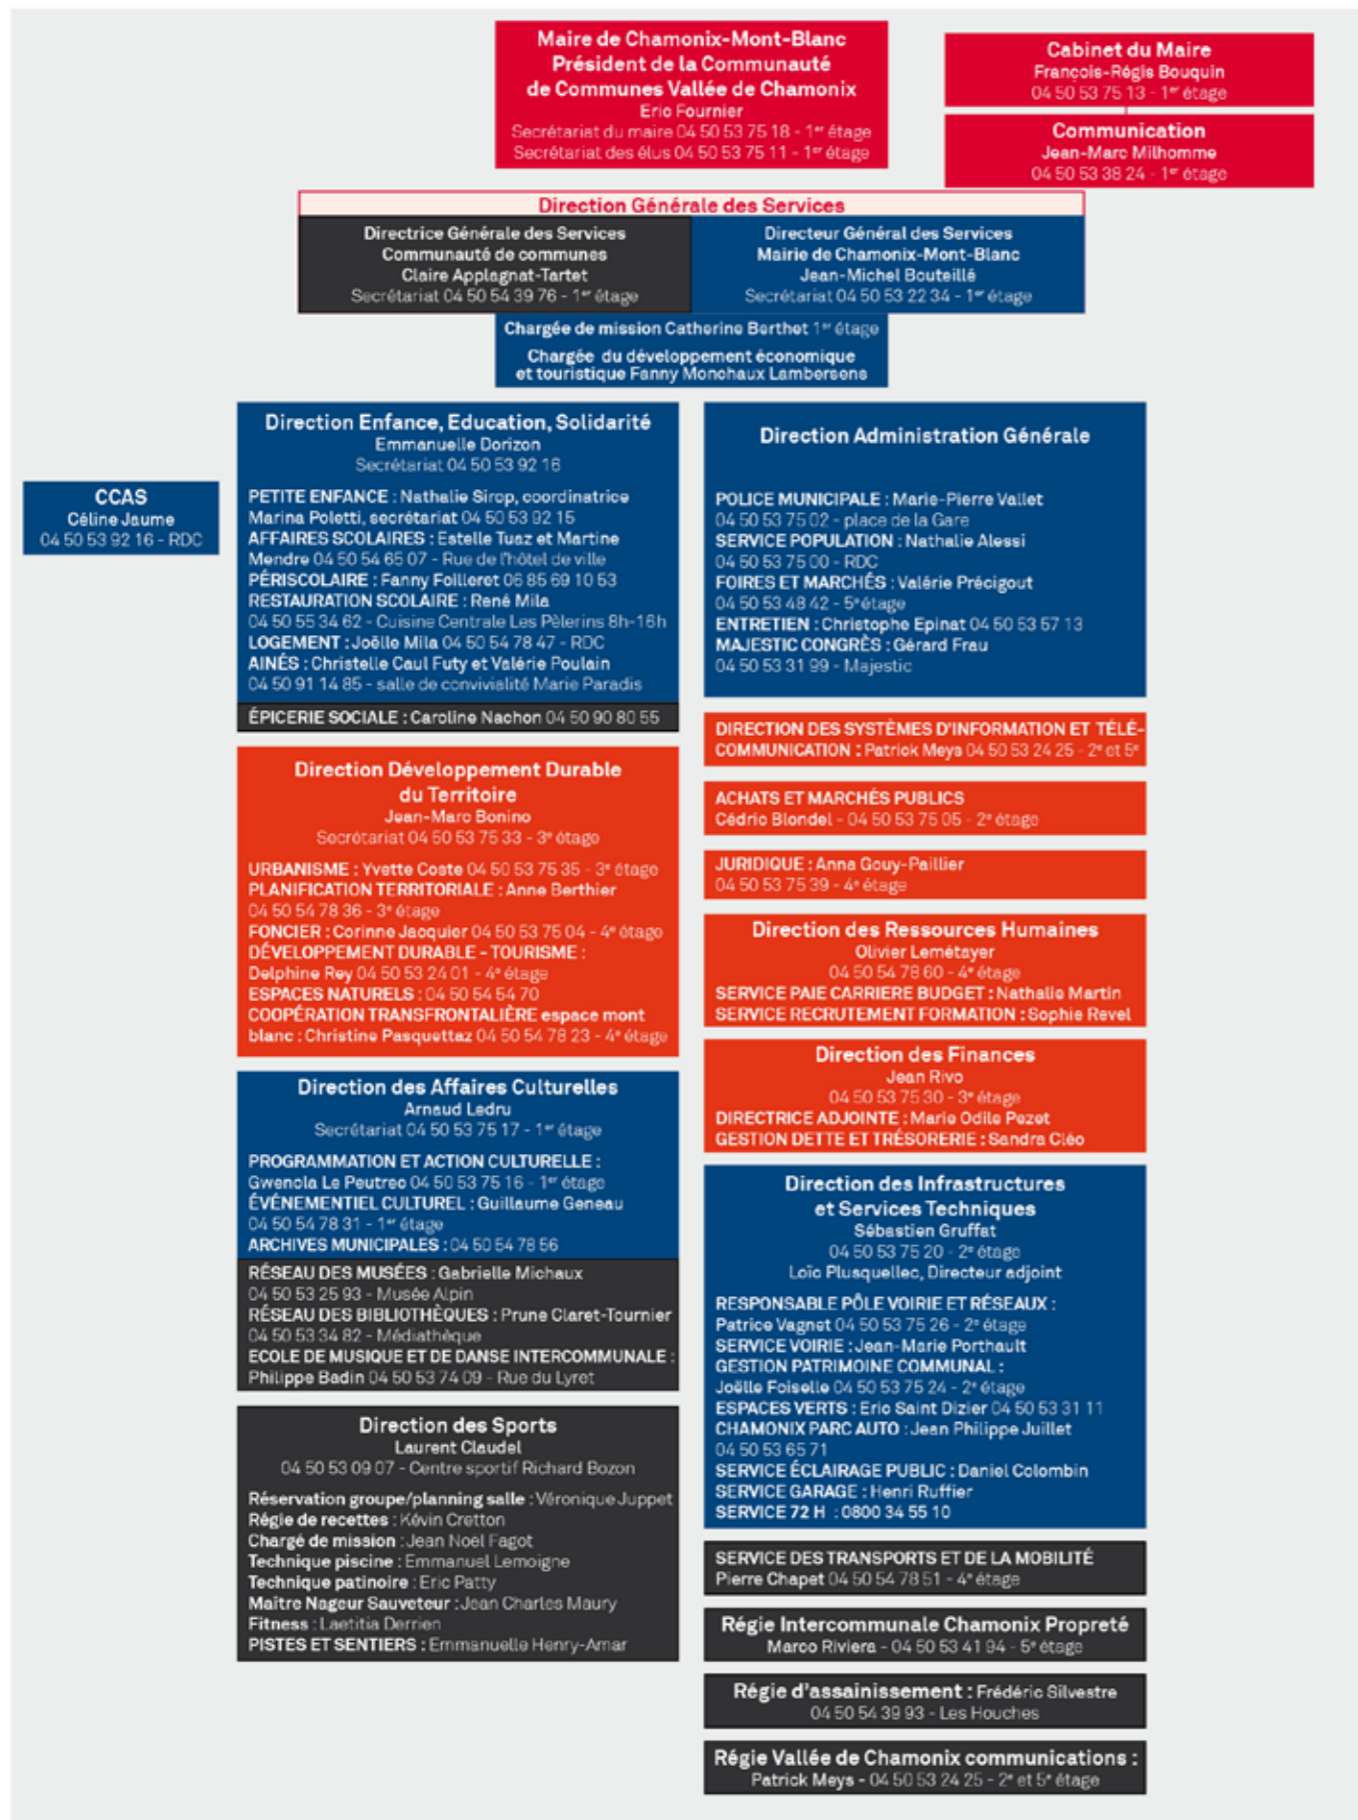 Maire de Chamonix-Mont-Blanc
Président de la Communauté
de Communes Vallée de Chamonix
Eric Fournier
Secrétariat du maire 04 50 53 75 18 - 1er étage
Secrétariat des élus 04 50 53 75 11 - 1er étage
Cabinet du Maire
François-Régis Bouquin
04 50 53 75 13 - 1er étage
Communication
Jean-Marc Milhomme
04 50 53 38 24 - 1er étage
Direction Générale des Services
Directrice Générale des Services
Communauté de communes
Claire Applagnat-Tartet
Secrétariat 04 50 54 39 76 - 1er étage
Directeur Général des Services
Mairie de Chamonix-Mont-Blanc
Jean-Michel Bouteillé
Secrétariat 04 50 53 22 34 - 1er étage
Chargée de mission Catherine Berthet 1er étage
Chargée du développement économique
et touristique Fanny Monchaux Lambersens
CCAS
Céline Jaume
04 50 53 92 16 - RDC
Direction Enfance, Education, Solidarité
Emmanuelle Dorizon
Secrétariat 04 50 53 92 16
PETITE ENFANCE : Nathalie Sirop, coordinatrice
Marina Poletti, secrétariat 04 50 53 92 15
AFFAIRES SCOLAIRES : Estelle Tuaz et Martine
Mendre 04 50 54 65 07 - Rue de l'hôtel de ville
PÉRISCOLAIRE : Fanny Foilleret 06 85 69 10 53
RESTAURATION SCOLAIRE : René Mila
04 50 55 34 62 - Cuisine Centrale Les Pèlerins 8h-16h
LOGEMENT : Joëlle Mila 04 50 54 78 47 - RDC
AINÉS : Christelle Caul Futy et Valérie Poulain
04 50 91 14 85 - salle de convivialité Marie Paradis
ÉPICERIE SOCIALE : Caroline Nachon 04 50 90 80 55
Direction Développement Durable
du Territoire
Jean-Marc Bonino
Secrétariat 04 50 53 75 33 - 3e étage
URBANISME : Yvette Coste 04 50 53 75 35 - 3e étage
PLANIFICATION TERRITORIALE : Anne Berthier
04 50 54 78 36 - 3e étage
FONCIER : Corinne Jacquier 04 50 53 75 04 - 4e étage
DÉVELOPPEMENT DURABLE - TOURISME :
Delphine Rey 04 50 53 24 01 - 4e étage
ESPACES NATURELS : 04 50 54 54 70
COOPÉRATION TRANSFRONTALIÈRE espace mont
blanc : Christine Pasquettaz 04 50 54 78 23 - 4e étage
Direction des Affaires Culturelles
Arnaud Ledru
Secrétariat 04 50 53 75 17 - 1er étage
PROGRAMMATION ET ACTION CULTURELLE :
Gwenola Le Peutrec 04 50 53 75 16 - 1er étage
ÉVÉNEMENTIEL CULTUREL : Guillaume Geneau
04 50 54 78 31 - 1er étage
ARCHIVES MUNICIPALES : 04 50 54 78 56
RÉSEAU DES MUSÉES : Gabrielle Michaux
04 50 53 25 93 - Musée Alpin
RÉSEAU DES BIBLIOTHÈQUES : Prune Claret-Tournier
04 50 53 34 82 - Médiathèque
ECOLE DE MUSIQUE ET DE DANSE INTERCOMMUNALE :
Philippe Badin 04 50 53 74 09 - Rue du Lyret
Direction des Sports
Laurent Claudel
04 50 53 09 07 - Centre sportif Richard Bozon
Réservation groupe/planning salle : Véronique Juppet
Régie de recettes : Kévin Cretton
Chargé de mission : Jean Noel Fagot
Technique piscine : Emmanuel Lemoigne
Technique patinoire : Eric Patty
Maître Nageur Sauveteur : Jean Charles Maury
Fitness : Laetitia Derrien
PISTES ET SENTIERS : Emmanuelle Henry-Amar
Direction Administration Générale
POLICE MUNICIPALE : Marie-Pierre Vallet
04 50 53 75 02 - place de la Gare
SERVICE POPULATION : Nathalie Alessi
04 50 53 75 00 - RDC
FOIRES ET MARCHÉS : Valérie Précigout
04 50 53 48 42 - 5e étage
ENTRETIEN : Christophe Epinat 04 50 53 57 13
MAJESTIC CONGRÈS : Gérard Frau
04 50 53 31 99 - Majestic
DIRECTION DES SYSTÈMES D'INFORMATION ET TÉLÉ-
COMMUNICATION : Patrick Meys 04 50 53 24 25 - 2e et 5e
ACHATS ET MARCHÉS PUBLICS
Cédric Blondel - 04 50 53 75 05 - 2e étage
JURIDIQUE : Anna Gouy-Paillier
04 50 53 75 39 - 4e étage
Direction des Ressources Humaines
Olivier Lemétayer
04 50 54 78 60 - 4e étage
SERVICE PAIE CARRIERE BUDGET : Nathalie Martin
SERVICE RECRUTEMENT FORMATION : Sophie Revel
Direction des Finances
Jean Rivo
04 50 53 75 30 - 3e étage
DIRECTRICE ADJOINTE : Marie Odile Pezet
GESTION DETTE ET TRÉSORERIE : Sandra Cléo
Direction des Infrastructures
et Services Techniques
Sébastien Gruffat
04 50 53 75 20 - 2e étage
Loïc Plusquellec, Directeur adjoint
RESPONSABLE PÔLE VOIRIE ET RÉSEAUX :
Patrice Vagnet 04 50 53 75 26 - 2e étage
SERVICE VOIRIE : Jean-Marie Porthault
GESTION PATRIMOINE COMMUNAL :
Joëlle Foiselle 04 50 53 75 24 - 2e étage
ESPACES VERTS : Eric Saint Dizier 04 50 53 31 11
CHAMONIX PARC AUTO : Jean Philippe Juillet
04 50 53 65 71
SERVICE ÉCLAIRAGE PUBLIC : Daniel Colombin
SERVICE GARAGE : Henri Ruffier
SERVICE 72 H : 0800 34 55 10
SERVICE DES TRANSPORTS ET DE LA MOBILITÉ
Pierre Chapet 04 50 54 78 51 - 4e étage
Régie Intercommunale Chamonix Propreté
Marco Riviera - 04 50 53 41 94 - 5e étage
Régie d'assainissement : Frédéric Silvestre
04 50 54 39 93 - Les Houches
Régie Vallée de Chamonix communications :
Patrick Meys - 04 50 53 24 25 - 2e et 5e étage